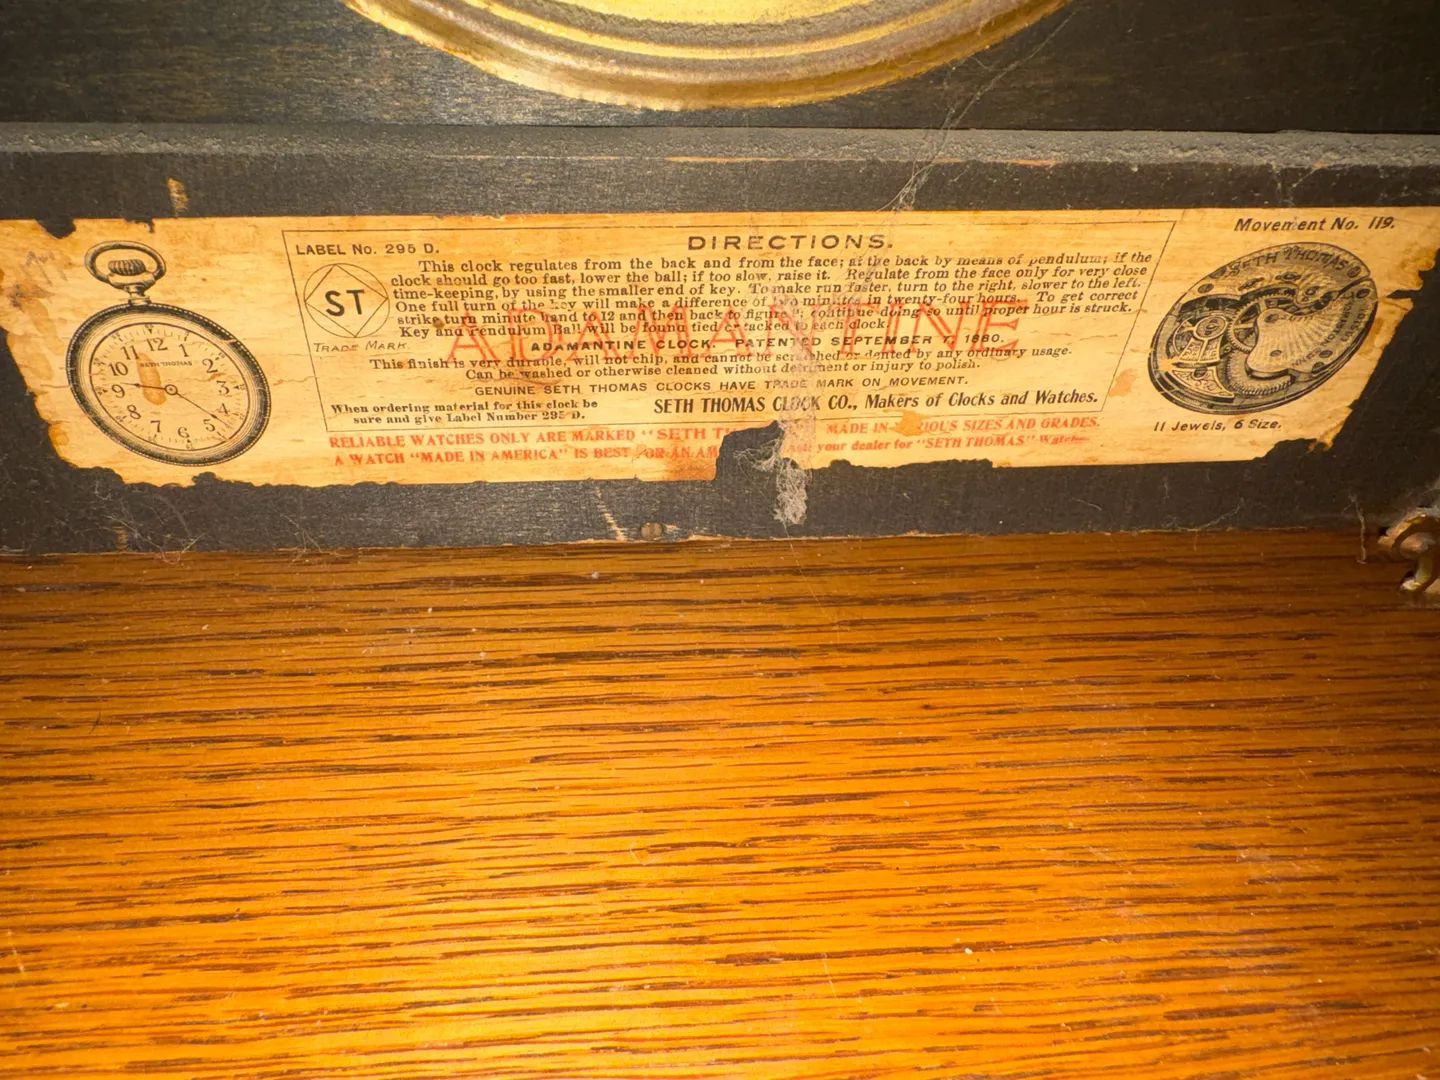 LABEL No. 295 D.
DIRECTIONS.
This clock regulates from the back and from the face; at the back by means of pendulum; if the
clock should go too fast, lower the ball; if too slow, raise it. Regulate from the face only for very close
time-keeping, by using the smaller end of key. To make run faster, turn to the right, slower to the left.
One full turn of the key will make a difference of two minutes in twenty-four hours. To get correct
strike turn minute hand to 12 and then back to figure continue doing so until proper hour is struck.
Key and Pendulum Ball will be found tied or tacked to each clock
ST
TRADE MARK.
ADAMANTINE
ADAMANTINE CLOCK. PATENTED SEPTEMBER 7, 1880.
This finish is very durable, will not chip, and cannot be scratched or dented by any ordinary usage.
Can be washed or otherwise cleaned without detriment or injury to polish.
GENUINE SETH THOMAS CLOCKS HAVE TRADE MARK ON MOVEMENT.
When ordering material for this clock be
sure and give Label Number 295 D.
SETH THOMAS CLOCK CO., Makers of Clocks and Watches.
RELIABLE WATCHES ONLY ARE MARKED "SETH MADE IN VARIOUS SIZES AND GRADES.
A WATCH "MADE IN AMERICA" IS BEST FOR AN your dealer for "SETH THOMAS"
SETH THOMAS
12
1
2
3
4
5
6
7
8
9
10
11
Movement No. 119.
SETH THOMAS
11 Jewels, 6 Size.